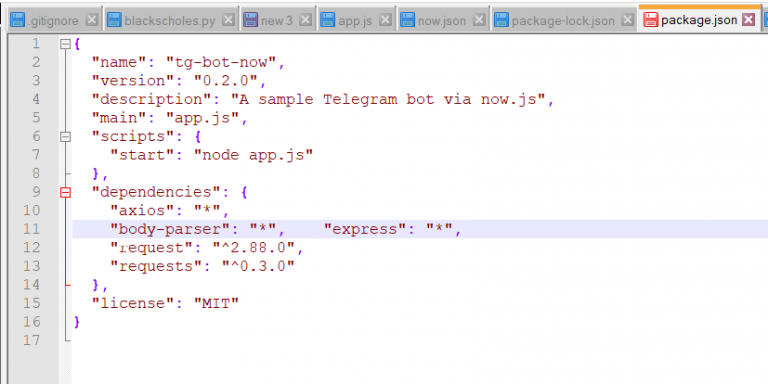 .gitignore blackscholes.py new 3 app.js now.json package-lock.json package.json
1 {
2 "name": "tg-bot-now",
3 "version": "0.2.0",
4 "description": "A sample Telegram bot via now.js",
5 "main": "app.js",
6 "scripts": {
7 "start": "node app.js"
8 },
9 "dependencies": {
10 "axios": "*",
11 "body-parser": "*", "express": "*",
12 "request": "^2.88.0",
13 "requests": "^0.3.0"
14 },
15 "license": "MIT"
16 }
17